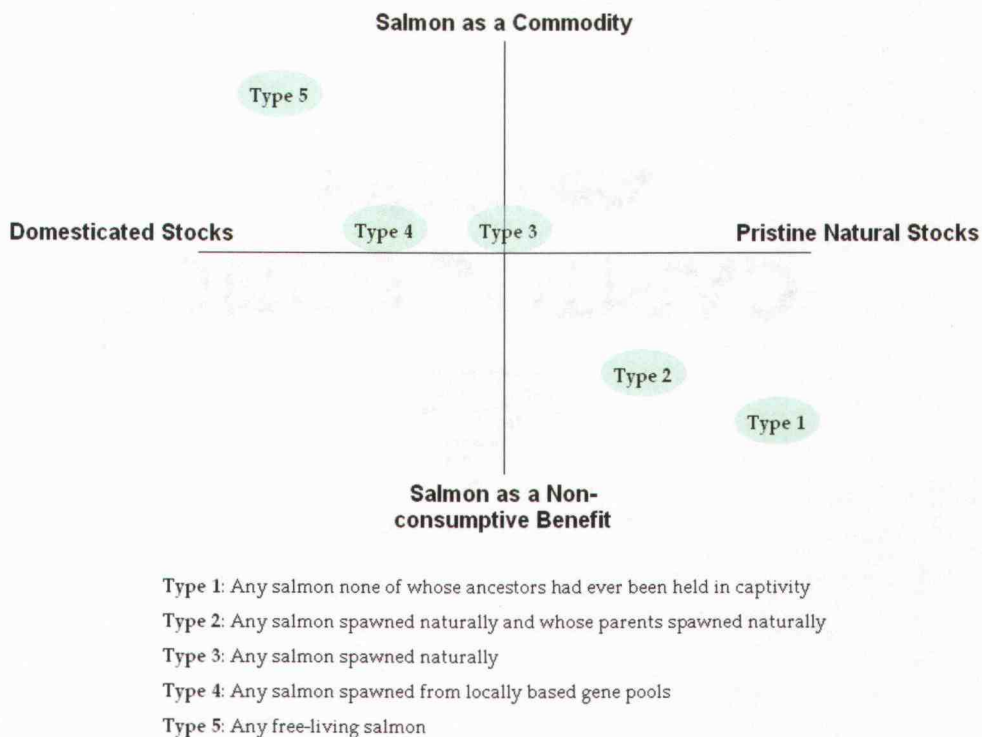 Salmon as a Commodity
Type 5
Domesticated Stocks
Type 4
Type 3
Pristine Natural Stocks
Type 2
Type 1
Salmon as a Non-
consumptive Benefit
Type 1: Any salmon none of whose ancestors had ever been held in captivity
Type 2: Any salmon spawned naturally and whose parents spawned naturally
Type 3: Any salmon spawned naturally
Type 4: Any salmon spawned from locally based gene pools
Type 5: Any free-living salmon